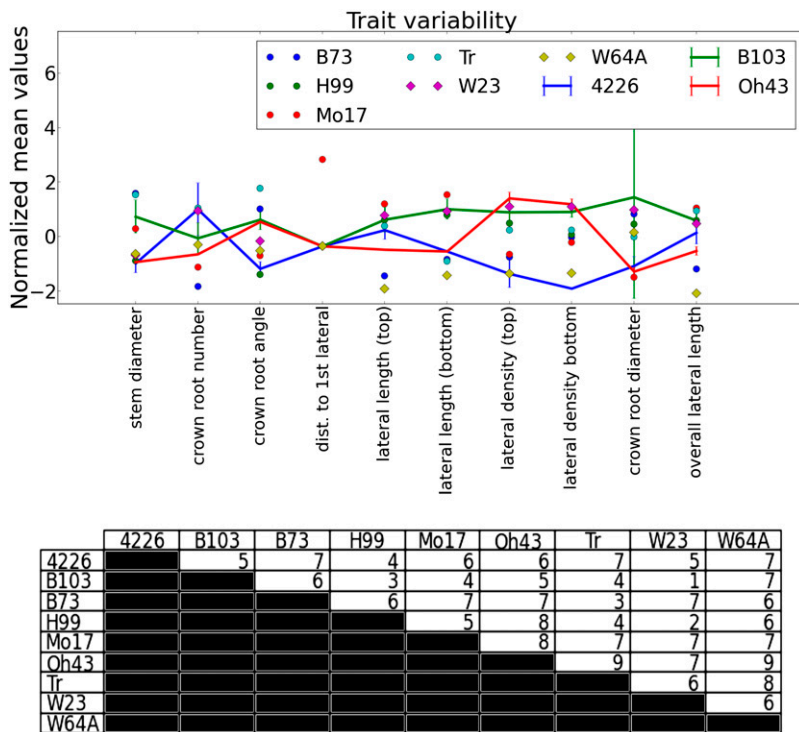 Trait variability
Normalized mean values
6
4
2
0
−2
B73
H99
Mo17
Tr
W23
W64A
4226
B103
Oh43
stem diameter
crown root number
crown root angle
dist. to 1st lateral
lateral length (top)
lateral length (bottom)
lateral density (top)
lateral density bottom
crown root diameter
overall lateral length
4226 B103 B73 H99 Mo17 Oh43 Tr W23 W64A
4226 5 7 4 6 6 7 5 7
B103 6 3 4 5 4 1 7
B73 6 7 7 3 7 6
H99 5 8 4 2 6
Mo17 8 7 7 7
Oh43 9 7 9
Tr 6 8
W23 6
W64A